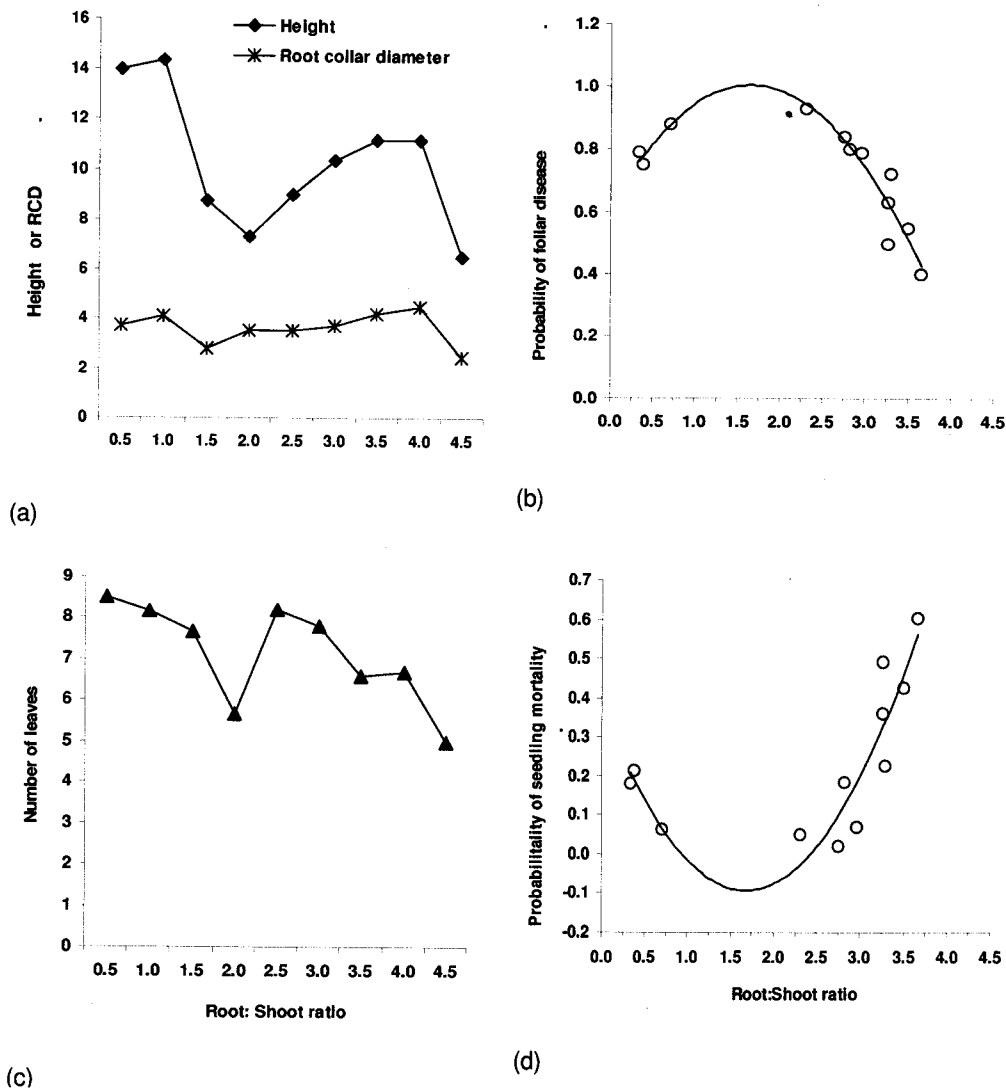 Height
Root collar diameter
Height or RCD
16
14
12
10
8
6
4
2
0
0.5 1.0 1.5 2.0 2.5 3.0 3.5 4.0 4.5
(a)
Probability of foliar disease
1.2
1.0
0.8
0.6
0.4
0.2
0.0
0.0 0.5 1.0 1.5 2.0 2.5 3.0 3.5 4.0 4.5
(b)
Number of leaves
9
8
7
6
5
4
3
2
1
0
0.5 1.0 1.5 2.0 2.5 3.0 3.5 4.0 4.5
Root: Shoot ratio
(c)
Probabilitality of seedling mortality
0.7
0.6
0.5
0.4
0.3
0.2
0.1
0.0
-0.1
-0.2
0.0 0.5 1.0 1.5 2.0 2.5 3.0 3.5 4.0 4.5
Root:Shoot ratio
(d)